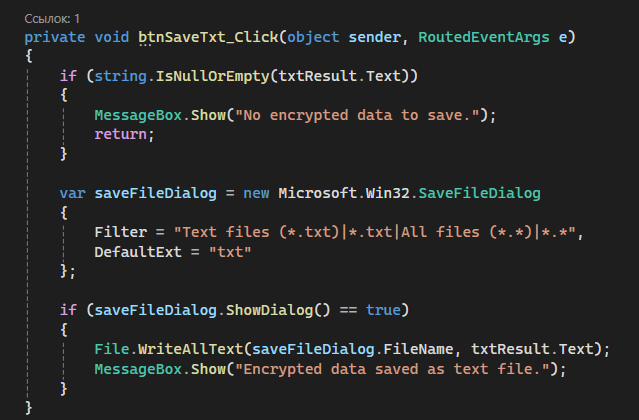 Ссылок: 1
private void btnSaveTxt_Click(object sender, RoutedEventArgs e)
{
    if (string.IsNullOrEmpty(txtResult.Text))
    {
        MessageBox.Show("No encrypted data to save.");
        return;
    }

    var saveFileDialog = new Microsoft.Win32.SaveFileDialog
    {
        Filter = "Text files (*.txt)|*.txt|All files (*.*)|*.*",
        DefaultExt = "txt"
    };

    if (saveFileDialog.ShowDialog() == true)
    {
        File.WriteAllText(saveFileDialog.FileName, txtResult.Text);
        MessageBox.Show("Encrypted data saved as text file.");
    }
}